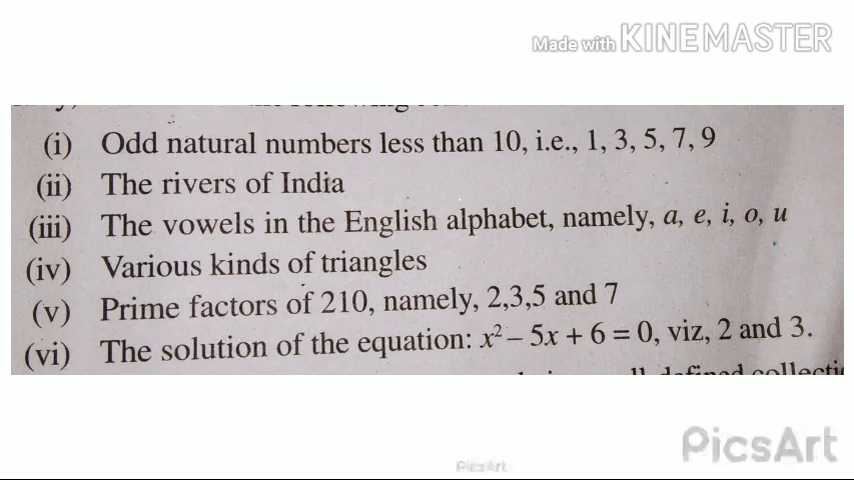 Made with KINEMASTER
(i) Odd natural numbers less than 10, i.e., 1, 3, 5, 7, 9
(ii) The rivers of India
(iii) The vowels in the English alphabet, namely, a, e, i, o, u
(iv) Various kinds of triangles
(v) Prime factors of 210, namely, 2,3,5 and 7
(vi) The solution of the equation: x² – 5x + 6 = 0, viz, 2 and 3.
PicsArt
PicsArt